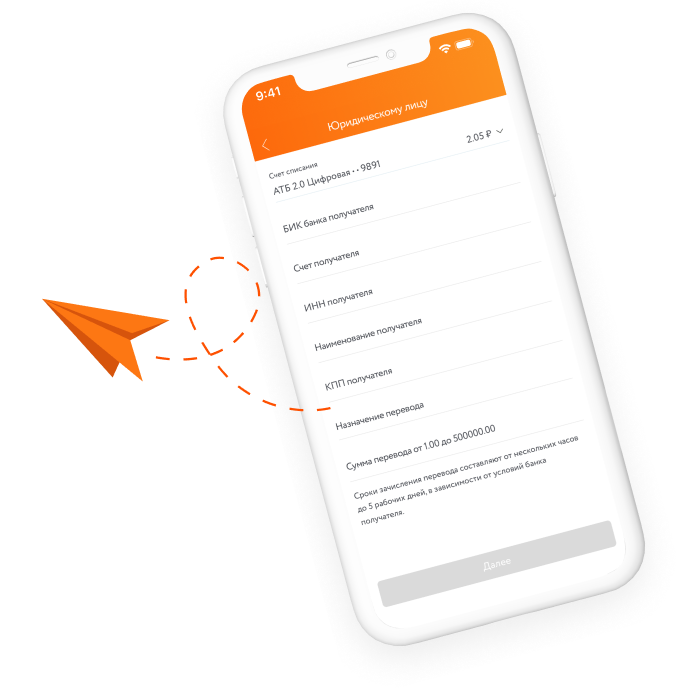 9:41
Юридическому лицу
Счет списания
АТБ 2.0 Цифровая •• 9891
2.05 ₽
БИК банка получателя
Счет получателя
ИНН получателя
Наименование получателя
КПП получателя
Назначение перевода
Сумма перевода от 1.00 до 500000.00
Сроки зачисления перевода составляют от нескольких часов
до 5 рабочих дней, в зависимости от условий банка
получателя.
Далее